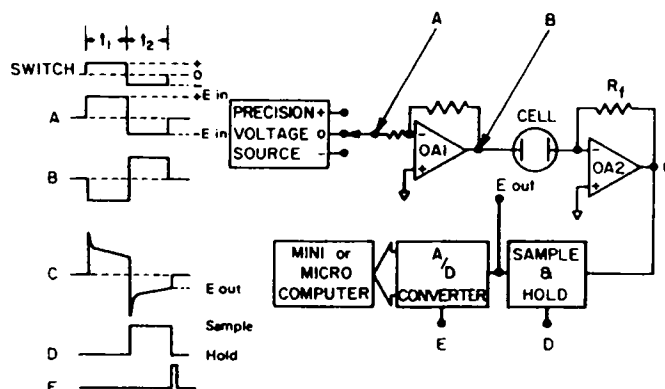 t₁ t₂
SWITCH + O -
A +E in
- E in
B
C
E out
D Sample
Hold
E
A B
PRECISION +
VOLTAGE o
SOURCE -
- OA1 +
CELL
Rf
- OA2 +
C
E out
MINI or
MICRO
COMPUTER
A/D
CONVERTER
SAMPLE
&
HOLD
E D